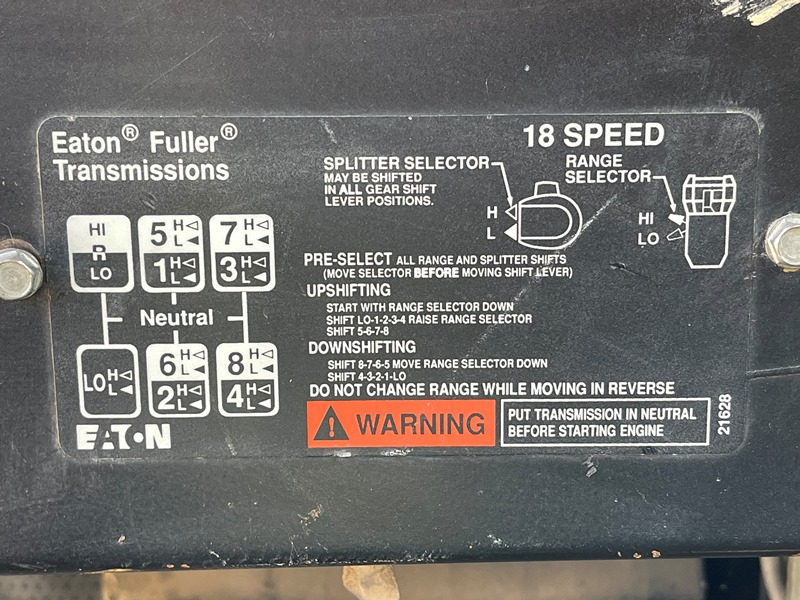 Eaton® Fuller®
Transmissions
18 SPEED
SPLITTER SELECTOR
MAY BE SHIFTED
IN ALL GEAR SHIFT
LEVER POSITIONS.
H
L
RANGE
SELECTOR
HI
LO
HI
R
LO
5 H L
1 H L
7 H L
3 H L
Neutral
LO H L
6 H L
2 H L
8 H L
4 H L
EATON
PRE-SELECT ALL RANGE AND SPLITTER SHIFTS
(MOVE SELECTOR BEFORE MOVING SHIFT LEVER)
UPSHIFTING
START WITH RANGE SELECTOR DOWN
SHIFT LO-1-2-3-4 RAISE RANGE SELECTOR
SHIFT 5-6-7-8
DOWNSHIFTING
SHIFT 8-7-6-5 MOVE RANGE SELECTOR DOWN
SHIFT 4-3-2-1-LO
DO NOT CHANGE RANGE WHILE MOVING IN REVERSE
WARNING
PUT TRANSMISSION IN NEUTRAL
BEFORE STARTING ENGINE
21628